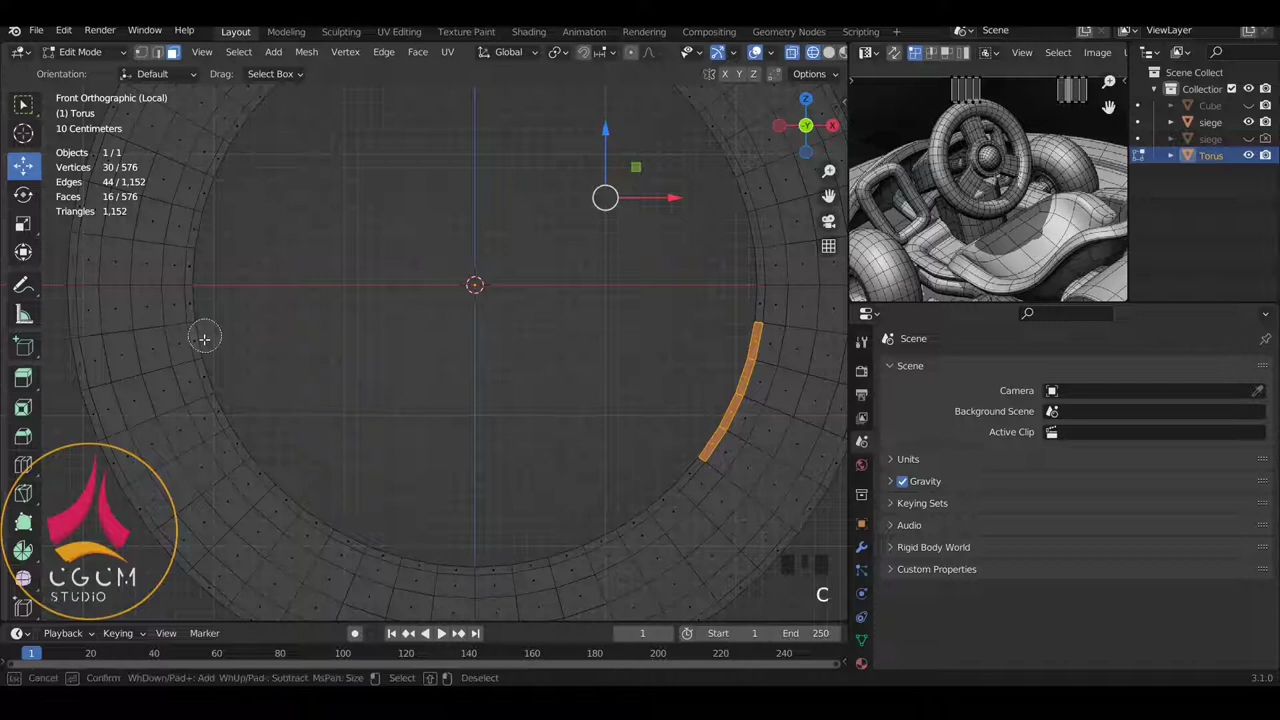 File Edit Render Window Help Layout Modeling Sculpting UV Editing Texture Paint Shading Animation Rendering Compositing Scripting Scene ViewLayer
Edit Mode View Select Add Mesh Vertex Edge Face UV Global View Select Image
Orientation: Default Drag: Select Box X Y Z Options
Scene Collect
Collection
Cube
siege
siege
Torus
Front Orthographic (Local)
(1) Torus
10 Centimeters
Objects 1 / 1
Vertices 30 / 576
Edges 44 / 1,152
Faces 16 / 576
Triangles 1,152
Z
-Y
X
Scene
Scene
Camera
Background Scene
Active Clip
Units
Gravity
Keying Sets
Audio
Rigid Body World
Custom Properties
CGCM
STUDIO
C
Playback Keying View Marker 1 Start 1 End 250
1 20 40 60 80 100 120 140 160 180 200 220 240
Cancel Confirm WhDown/Pad+: Add WhUp/Pad-: Subtract MsPan: Size Select Deselect 3.1.0